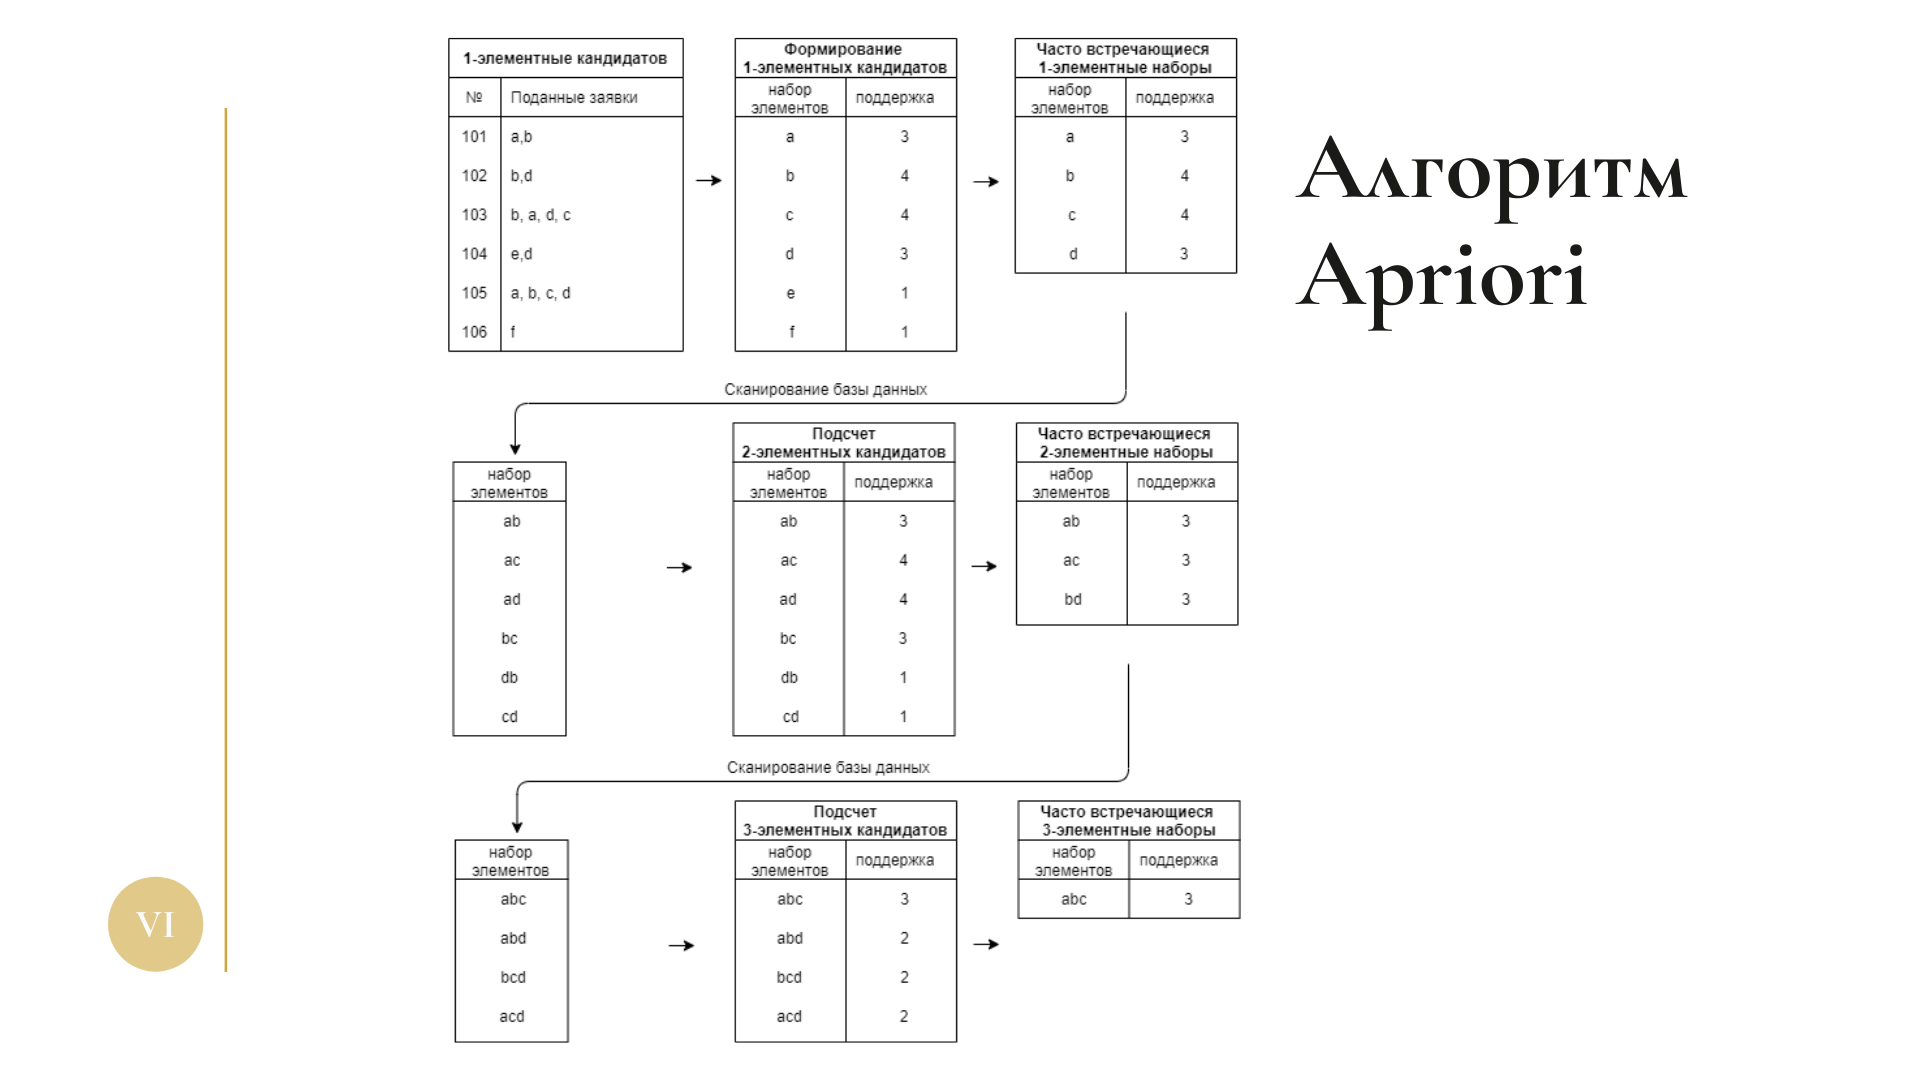 1-элементные кандидатов
№ Поданные заявки
101 a,b
102 b,d
103 b, a, d, c
104 e,d
105 a, b, c, d
106 f
Формирование
1-элементных кандидатов
набор
элементов
поддержка
a 3
b 4
c 4
d 3
e 1
f 1
Часто встречающиеся
1-элементные наборы
набор
элементов
поддержка
a 3
b 4
c 4
d 3
Алгоритм
Apriori
Сканирование базы данных
набор
элементов
ab
ac
ad
bc
db
cd
Подсчет
2-элементных кандидатов
набор
элементов
поддержка
ab 3
ac 4
ad 4
bc 3
db 1
cd 1
Часто встречающиеся
2-элементные наборы
набор
элементов
поддержка
ab 3
ac 3
bd 3
Сканирование базы данных
набор
элементов
abc
abd
bcd
acd
Подсчет
3-элементных кандидатов
набор
элементов
поддержка
abc 3
abd 2
bcd 2
acd 2
Часто встречающиеся
3-элементные наборы
набор
элементов
поддержка
abc 3
VI